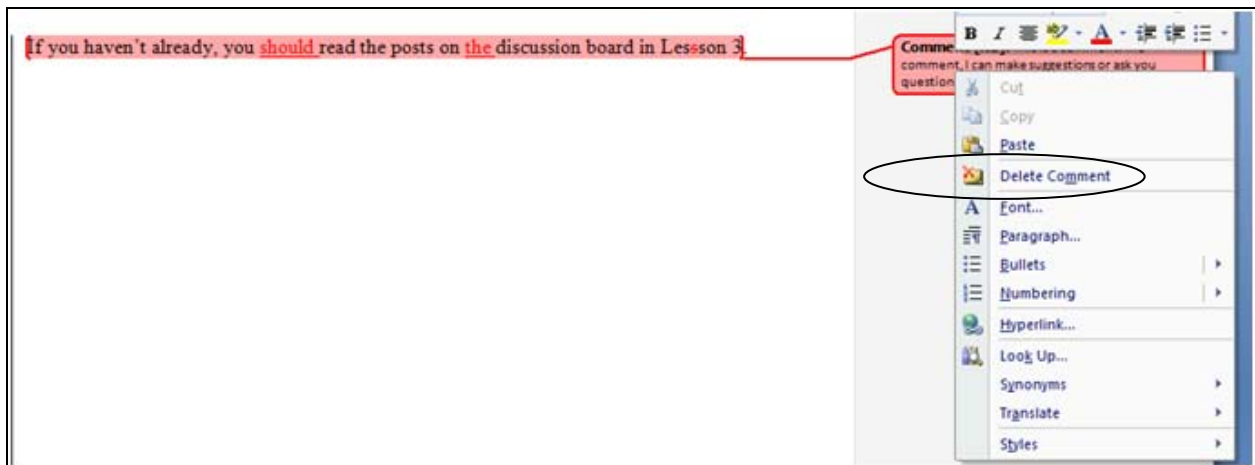 If you haven't already, you should read the posts on the discussion board in Lessson 3.
B I A
Comme
comment, I can make suggestions or ask you
question
Cut
Copy
Paste
Delete Comment
Font...
Paragraph...
Bullets
Numbering
Hyperlink...
Look Up...
Synonyms
Translate
Styles